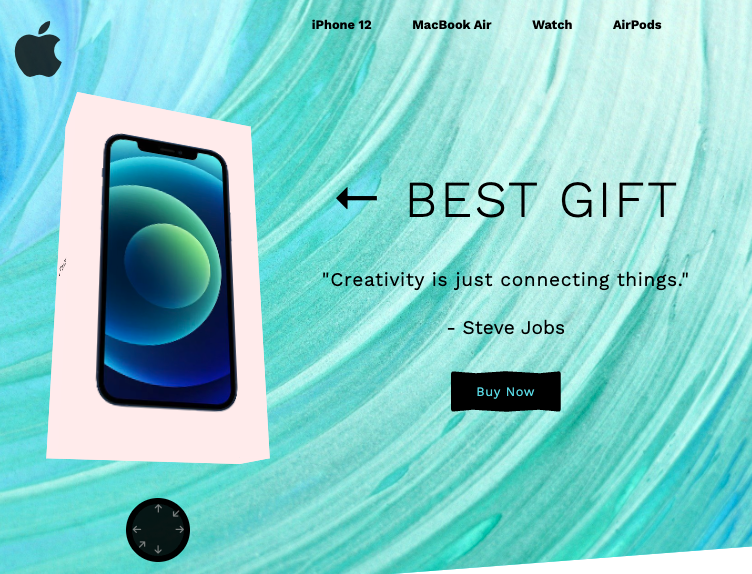 iPhone 12 MacBook Air Watch AirPods
BEST GIFT
"Creativity is just connecting things."
- Steve Jobs
Buy Now